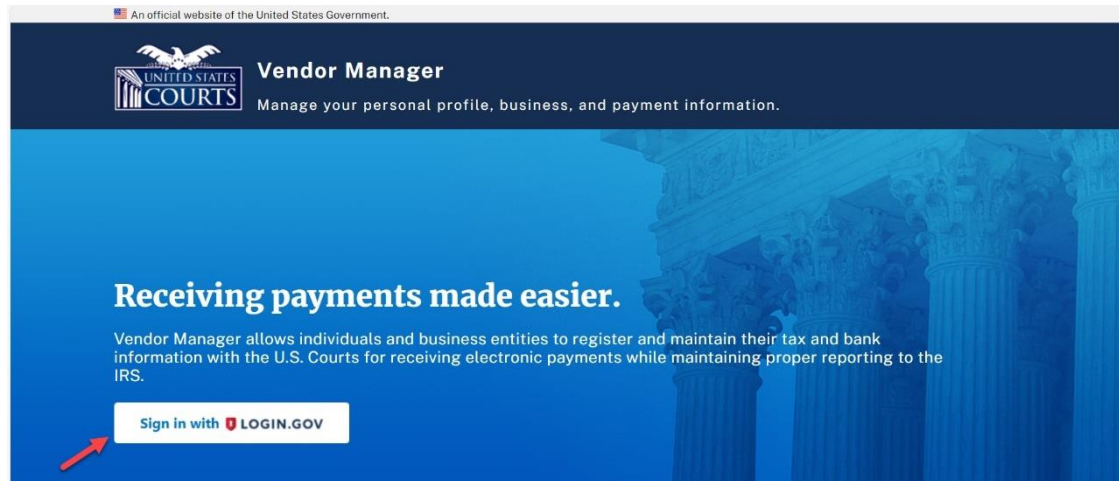 An official website of the United States Government.
UNITED STATES
COURTS
Vendor Manager
Manage your personal profile, business, and payment information.
Receiving payments made easier.
Vendor Manager allows individuals and business entities to register and maintain their tax and bank
information with the U.S. Courts for receiving electronic payments while maintaining proper reporting to the
IRS.
Sign in with LOGIN.GOV